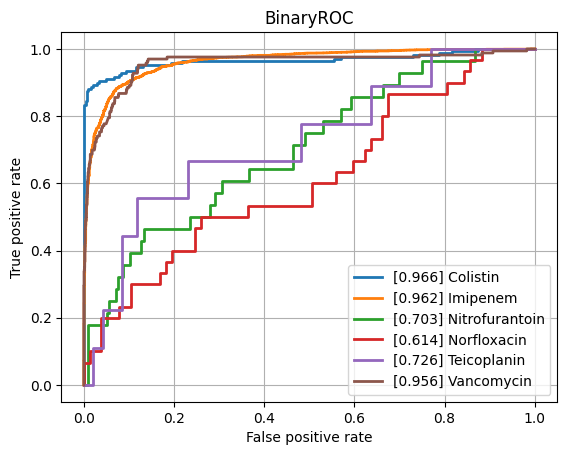 BinaryROC
True positive rate
1.0
0.8
0.6
0.4
0.2
0.0
[0.966] Colistin
[0.962] Imipenem
[0.703] Nitrofurantoin
[0.614] Norfloxacin
[0.726] Teicoplanin
[0.956] Vancomycin
0.0 0.2 0.4 0.6 0.8 1.0
False positive rate